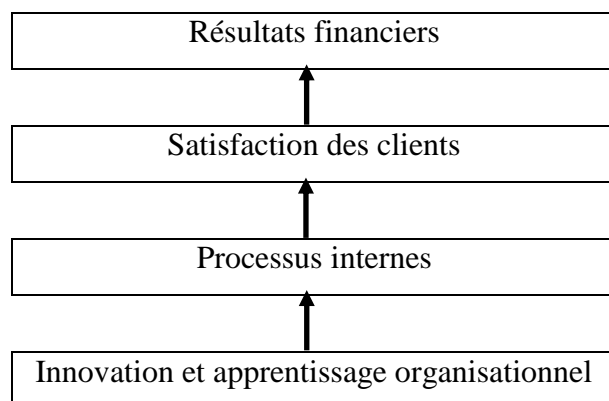 Résultats financiers
Satisfaction des clients
Processus internes
Innovation et apprentissage organisationnel